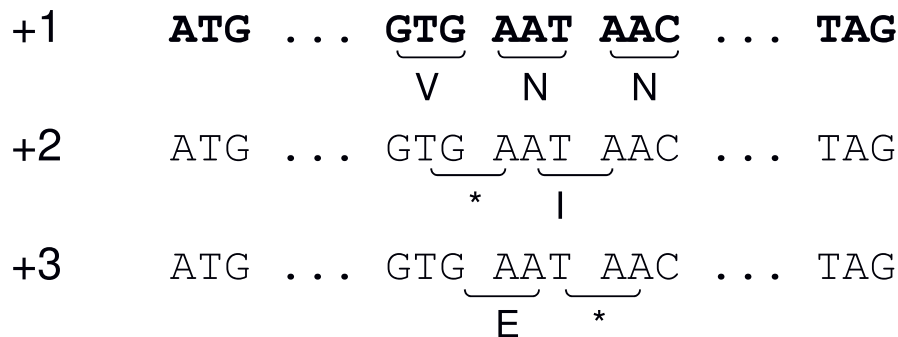 +1 ATG ... GTG AAT AAC ... TAG
V N N
+2 ATG ... GTG AAT AAC ... TAG
* I
+3 ATG ... GTG AAT AAC ... TAG
E *